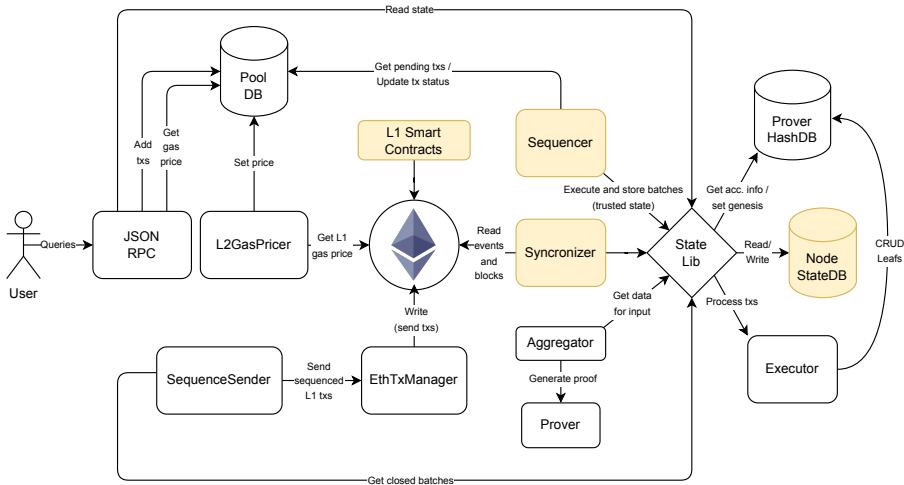 Read state
Pool
DB
Get pending txs /
Update tx status
Add
txs
Get
gas
price
Set price
L1 Smart
Contracts
Sequencer
Prover
HashDB
Execute and store batches
(trusted state)
Get acc. info /
set genesis
User
Queries
JSON
RPC
L2GasPricer
Get L1
gas price
Read
events
and
blocks
Syncronizer
State
Lib
Read/
Write
Node
StateDB
CRUD
Leafs
Write
(send txs)
Get data
for input
Process txs
Aggregator
Generate proof
Prover
Executor
SequenceSender
Send
sequenced
L1 txs
EthTxManager
Get closed batches